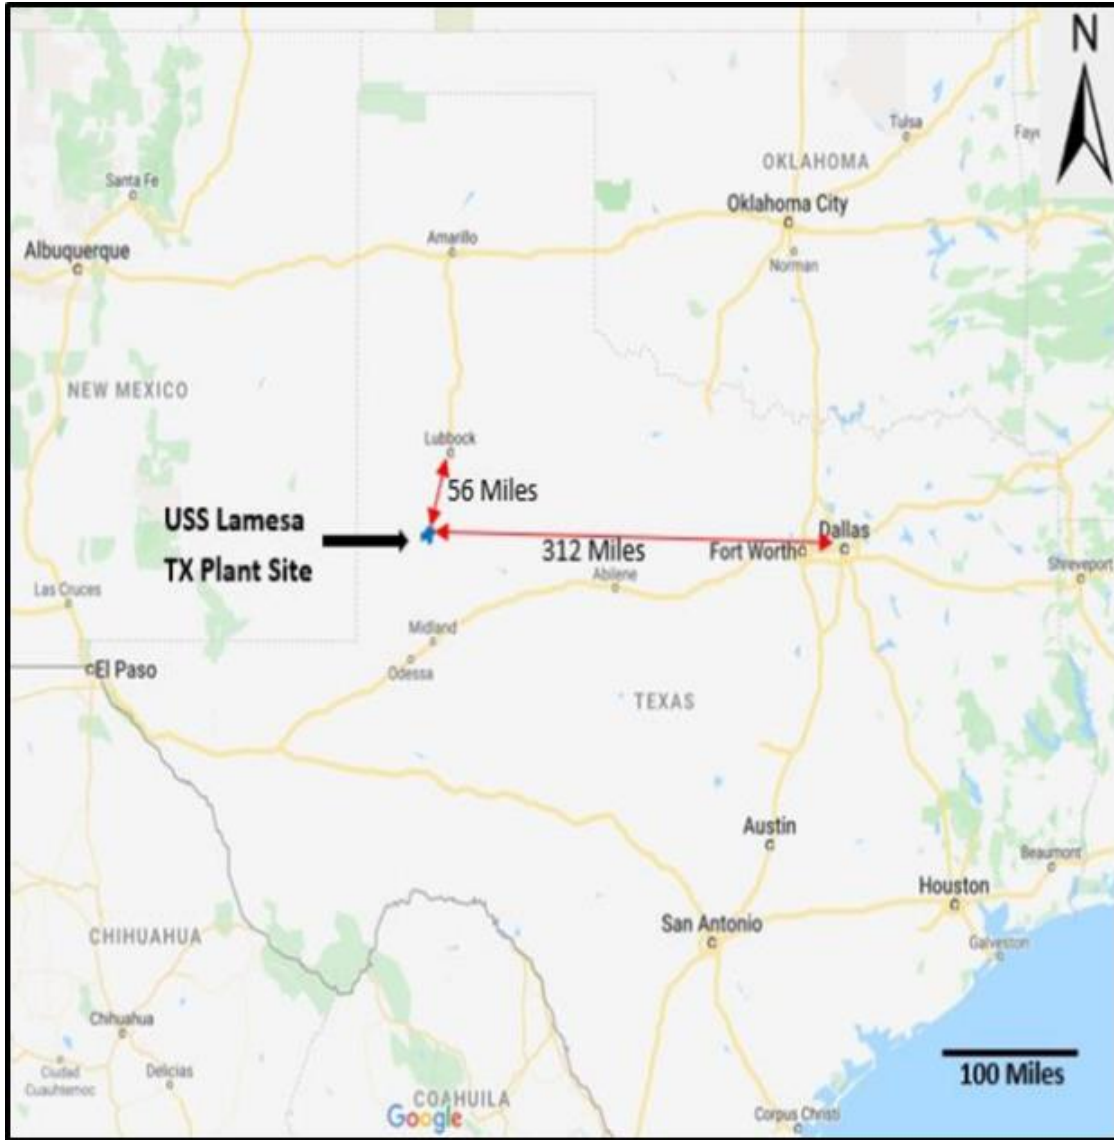 N
Tulsa
Faye
OKLAHOMA
Santa Fe
Oklahoma City
Albuquerque
Amarillo
Norman
NEW MEXICO
Lubbock
56 Miles
USS Lamesa
TX Plant Site
312 Miles
Fort Worth
Dallas
Abilene
Shreveport
Las Cruces
Midland
Odessa
El Paso
TEXAS
Austin
Beaumont
Houston
San Antonio
Galveston
CHIHUAHUA
Chihuahua
Ciudad
Cuauhtemoc
Delicias
100 Miles
COAHUILA
Google
Corpus Christi